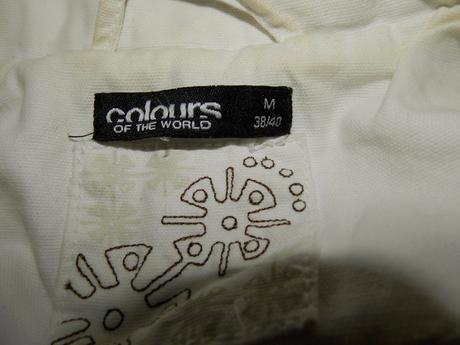 colours
OF THE WORLD
M
38/40